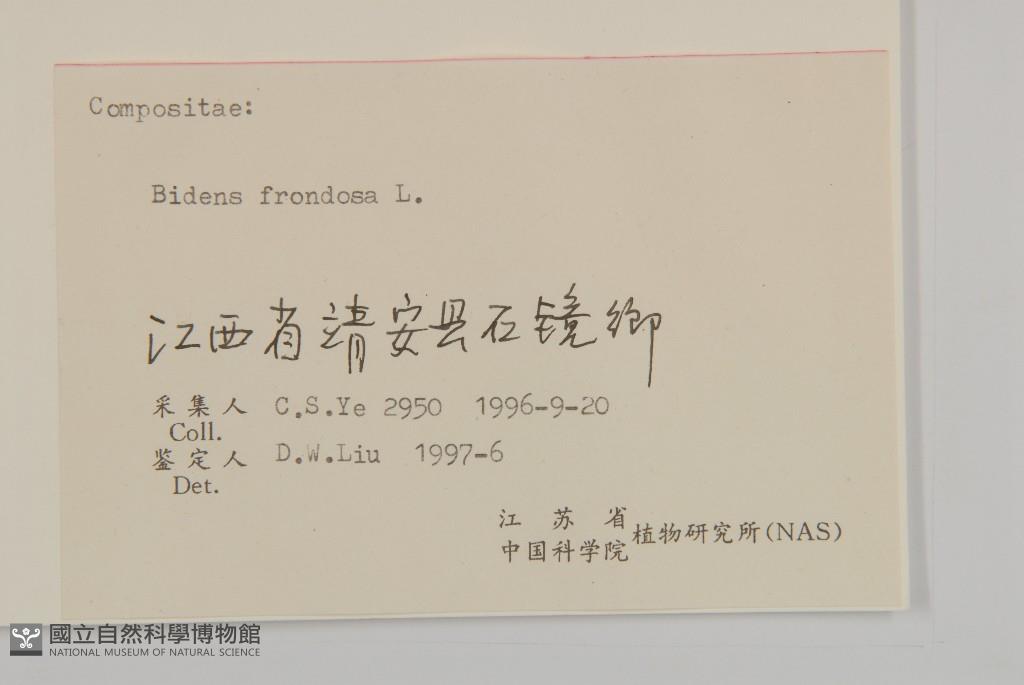 Compositae:
Bidens frondosa L.
江西省靖安县石镜乡
采集人 C.S.Ye 2950 1996-9-20
Coll.
鉴定人 D.W.Liu 1997-6
Det.
江苏省
中国科学院 植物研究所(NAS)
國立自然科學博物館
NATIONAL MUSEUM OF NATURAL SCIENCE